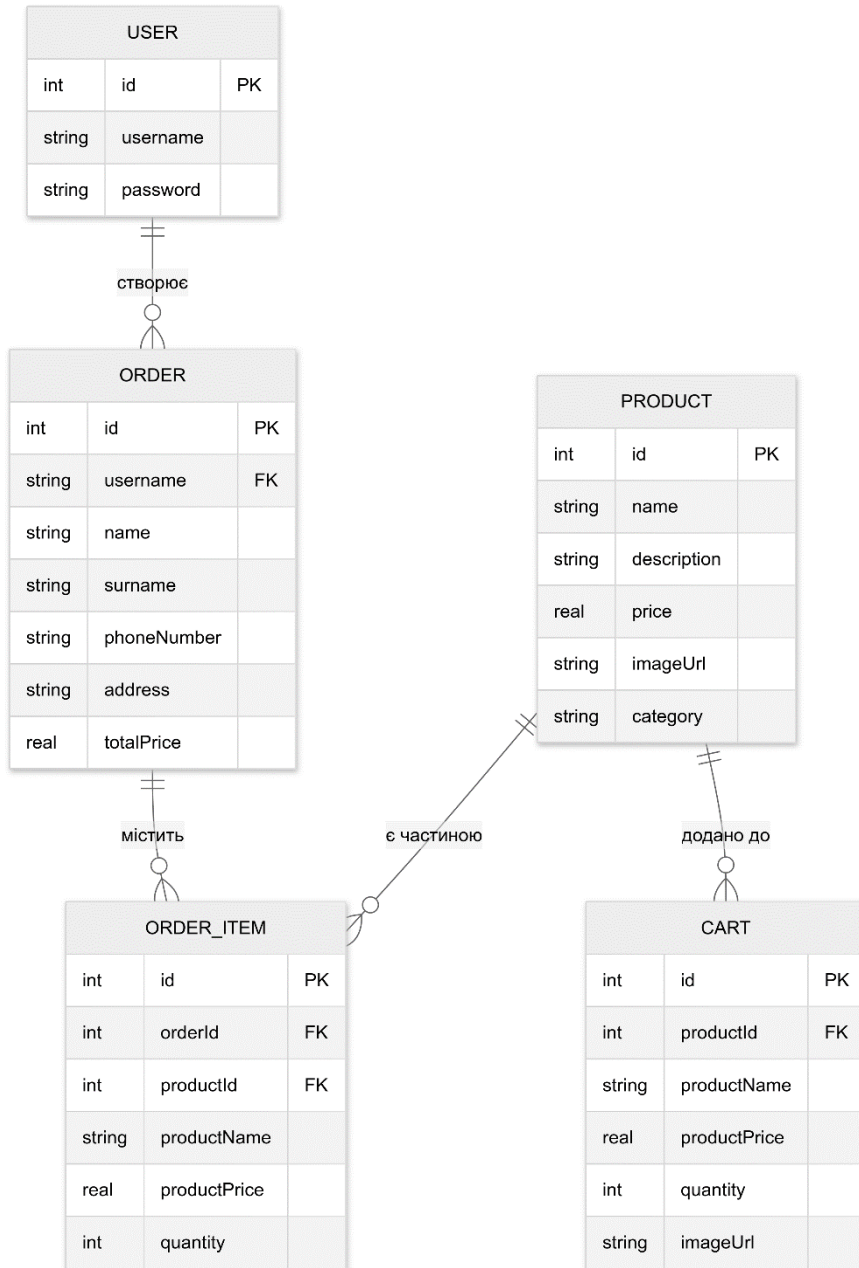 USER
int id PK
string username
string password
створює
ORDER
int id PK
string username FK
string name
string surname
string phoneNumber
string address
real totalPrice
PRODUCT
int id PK
string name
string description
real price
string imageUrl
string category
містить
є частиною
додано до
ORDER_ITEM
int id PK
int orderId FK
int productId FK
string productName
real productPrice
int quantity
CART
int id PK
int productId FK
string productName
real productPrice
int quantity
string imageUrl